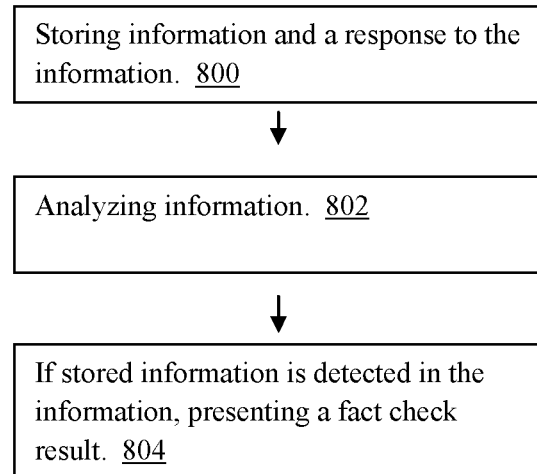 Storing information and a response to the
information. 800
Analyzing information. 802
If stored information is detected in the
information, presenting a fact check
result. 804